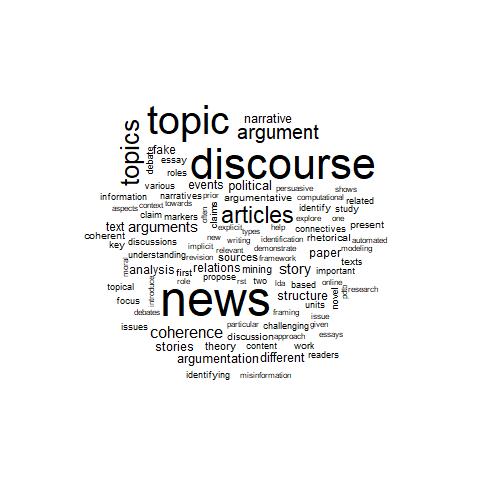 topic narrative
argument
topics debate fake
essay discourse
roles
various events political persuasive shows
information narratives prior argumentative computational related
aspects context towards often claims articles identify study
claim markers explore one
text arguments explicit types help connectives present
coherent key discussions new writing identification rhetorical automated
implicit relevant demonstrate paper modeling
understanding revision sources framework texts
moral analysis first relations mining story important
role propose rst two lda based online
topical introduce news structure novel pdtb research
focus units
debates framing issue
issues coherence particular challenging given
discussion approach essays
stories theory content work
argumentation different readers
identifying misinformation